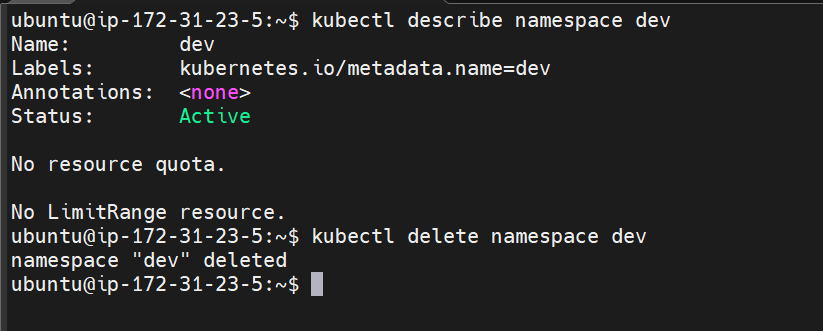 ubuntu@ip-172-31-23-5:~$ kubectl describe namespace dev
Name:         dev
Labels:       kubernetes.io/metadata.name=dev
Annotations:  <none>
Status:       Active

No resource quota.

No LimitRange resource.
ubuntu@ip-172-31-23-5:~$ kubectl delete namespace dev
namespace "dev" deleted
ubuntu@ip-172-31-23-5:~$